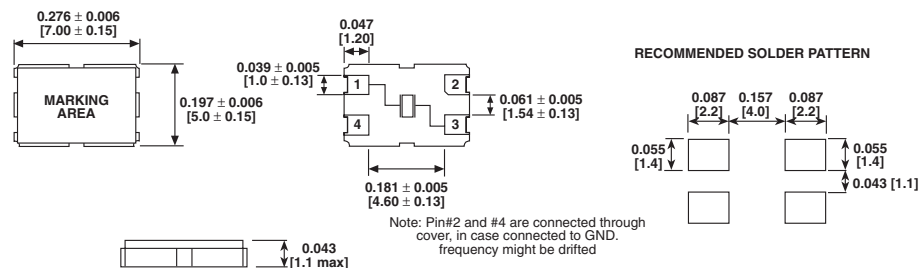 0.276 ± 0.006
[7.00 ± 0.15]
MARKING
AREA
0.197 ± 0.006
[5.0 ± 0.15]
0.043
[1.1 max]
0.047
[1.20]
0.039 ± 0.005
[1.0 ± 0.13]
1
2
4
3
0.061 ± 0.005
[1.54 ± 0.13]
0.181 ± 0.005
[4.60 ± 0.13]
Note: Pin#2 and #4 are connected through
cover, in case connected to GND.
frequency might be drifted
RECOMMENDED SOLDER PATTERN
0.087
[2.2]
0.157
[4.0]
0.087
[2.2]
0.055
[1.4]
0.055
[1.4]
0.043 [1.1]